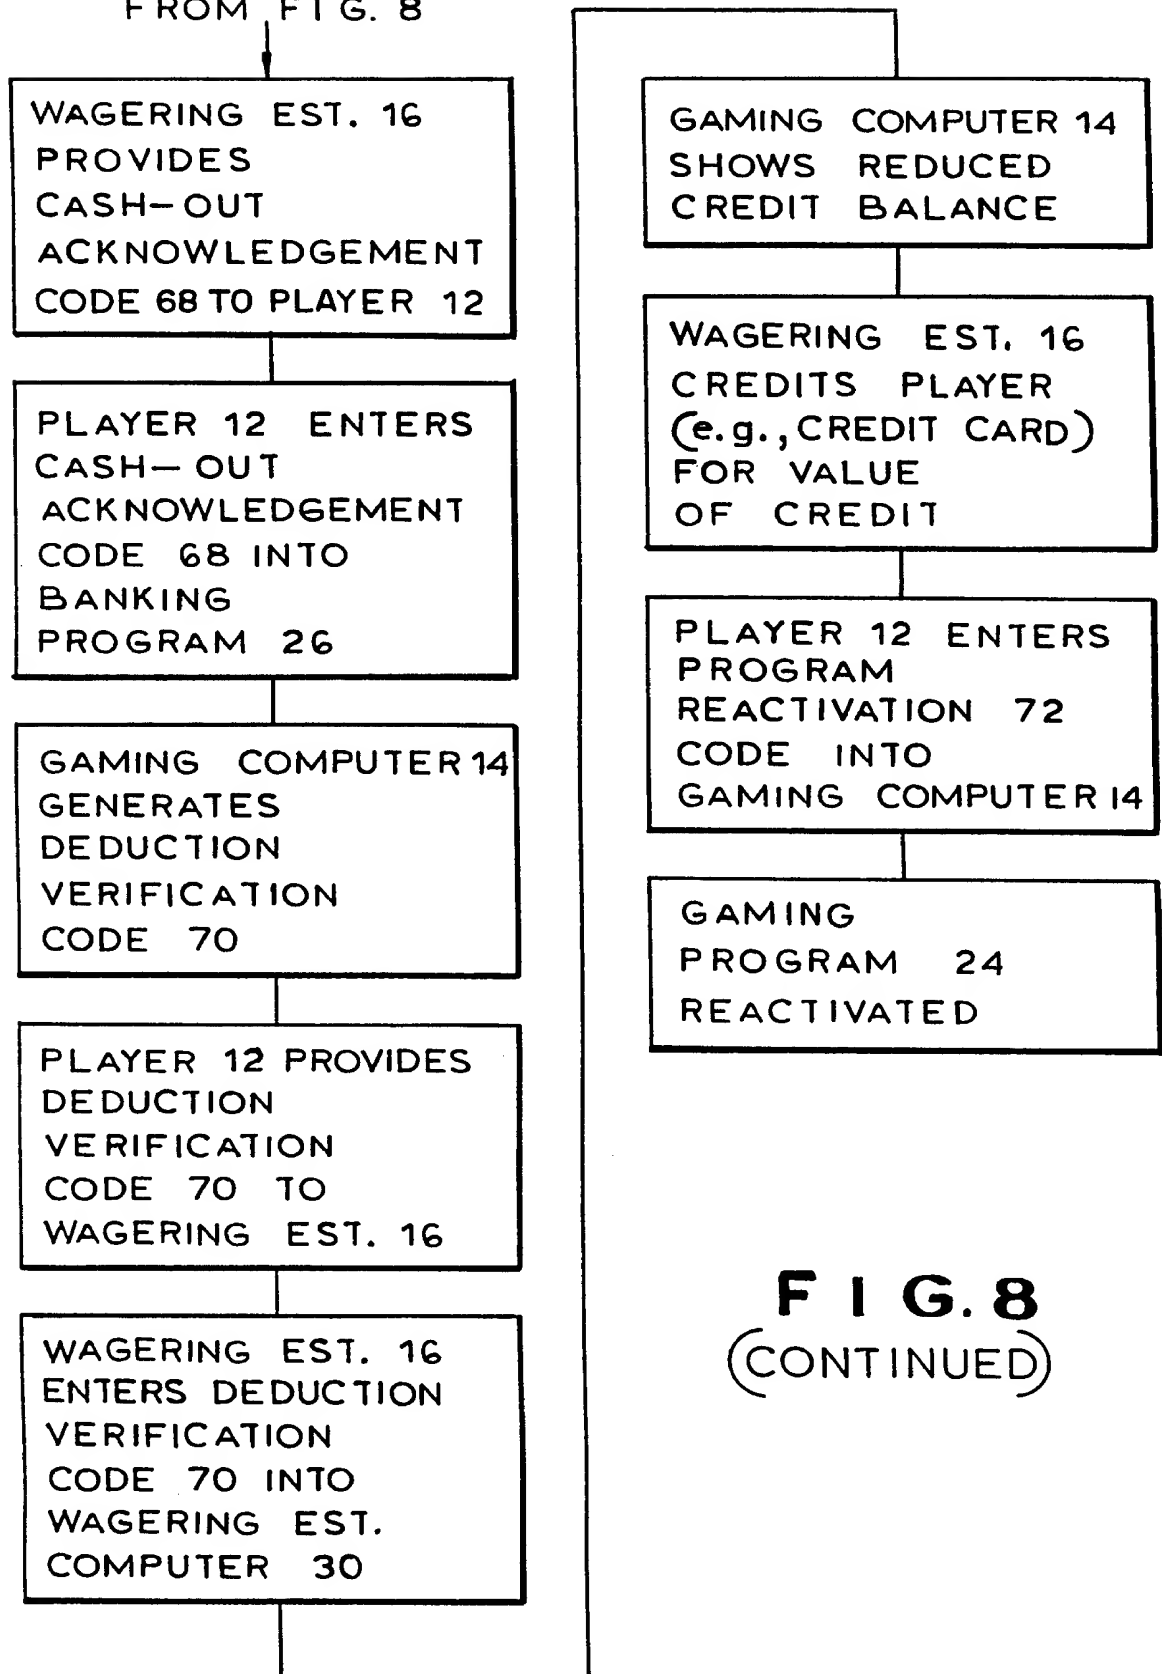 FROM FIG. 8
WAGERING EST. 16
PROVIDES
CASH-OUT
ACKNOWLEDGEMENT
CODE 68 TO PLAYER 12
PLAYER 12 ENTERS
CASH-OUT
ACKNOWLEDGEMENT
CODE 68 INTO
BANKING
PROGRAM 26
GAMING COMPUTER 14
GENERATES
DEDUCTION
VERIFICATION
CODE 70
PLAYER 12 PROVIDES
DEDUCTION
VERIFICATION
CODE 70 TO
WAGERING EST. 16
WAGERING EST. 16
ENTERS DEDUCTION
VERIFICATION
CODE 70 INTO
WAGERING EST.
COMPUTER 30
GAMING COMPUTER 14
SHOWS REDUCED
CREDIT BALANCE
WAGERING EST. 16
CREDITS PLAYER
(e.g., CREDIT CARD)
FOR VALUE
OF CREDIT
PLAYER 12 ENTERS
PROGRAM
REACTIVATION 72
CODE INTO
GAMING COMPUTER 14
GAMING
PROGRAM 24
REACTIVATED
FIG. 8
(CONTINUED)